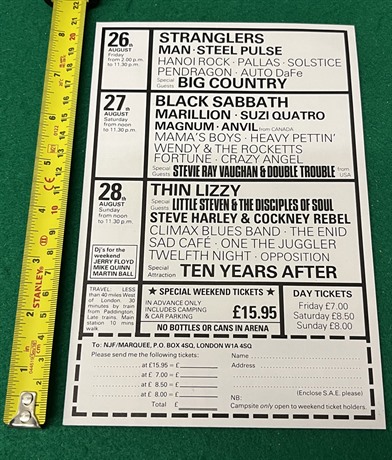 26th
AUGUST
Friday
from 2.00 p.m.
to 11.30 p.m.
STRANGLERS
MAN · STEEL PULSE
HANOI ROCK · PALLAS · SOLSTICE
PENDRAGON · AUTO DaFe
Special Guests BIG COUNTRY
27th
AUGUST
Saturday
from noon
to 11.30 p.m.
BLACK SABBATH
MARILLION · SUZI QUATRO
MAGNUM · ANVIL from CANADA
MAMA'S BOYS · HEAVY PETTIN'
WENDY & THE ROCKETTS
FORTUNE · CRAZY ANGEL
Special Guests STEVIE RAY VAUGHAN & DOUBLE TROUBLE from USA
28th
AUGUST
Sunday
from noon
to 11.30 p.m.
THIN LIZZY
Special Guests LITTLE STEVEN & THE DISCIPLES OF SOUL
STEVE HARLEY & COCKNEY REBEL
CLIMAX BLUES BAND · THE ENID
SAD CAFÉ · ONE THE JUGGLER
TWELFTH NIGHT · OPPOSITION
Special Attraction TEN YEARS AFTER
Dj's for the
weekend
JERRY FLOYD
MIKE QUINN
MARTIN BALL
TRAVEL: Less
than 40 miles West
of London. 30
minutes by train
from Paddington.
Late trains. Main
station 10 mins
walk
★ SPECIAL WEEKEND TICKETS ★
IN ADVANCE ONLY
INCLUDES CAMPING
& CAR PARKING
£15.95
NO BOTTLES OR CANS IN ARENA
DAY TICKETS
Friday £7.00
Saturday £8.50
Sunday £8.00
To: NJF/MARQUEE, P.O. BOX 4SQ, LONDON W1A 4SQ
Please send me the following tickets:
at £15.95 = £
at £ 7.00 = £
at £ 8.50 = £
at £ 8.00 = £
Total £
Name
Address
(Enclose S.A.E. please)
NB:
Campsite only open to weekend ticket holders.
STANLEY